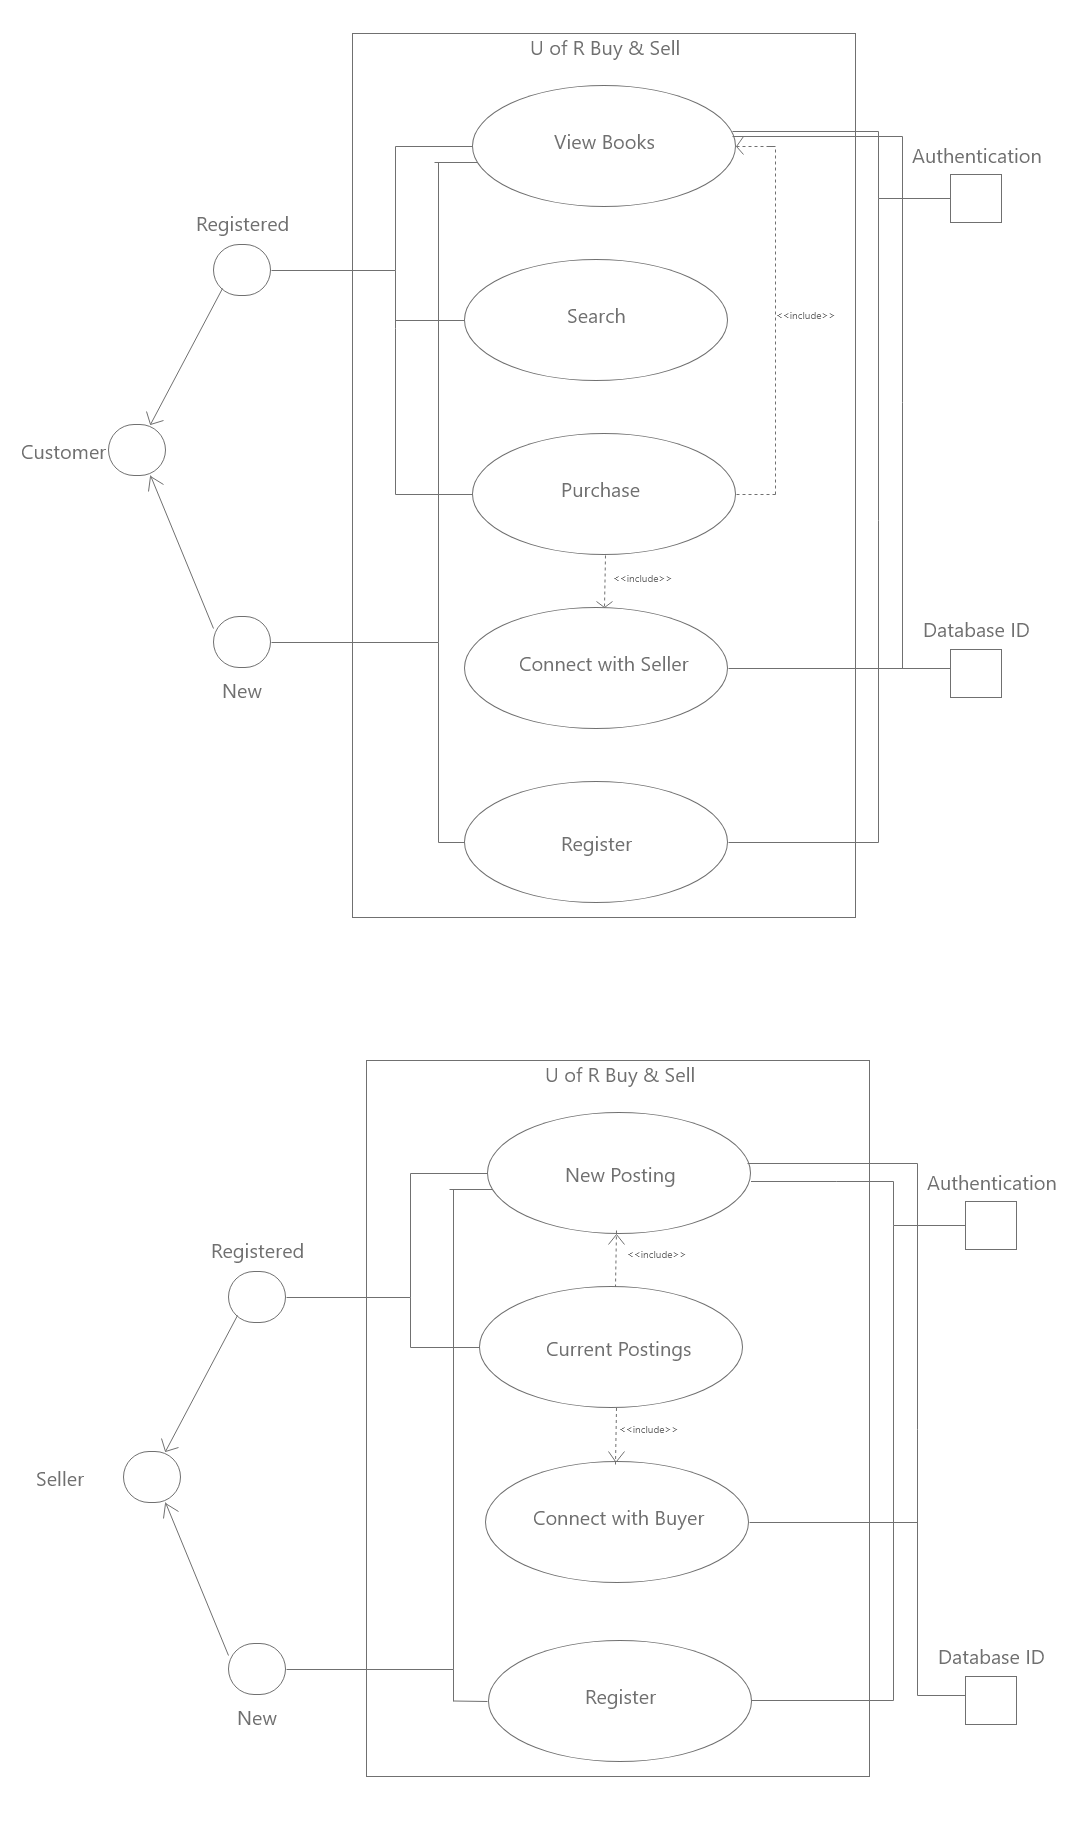 U of R Buy & Sell
View Books
Authentication
Registered
Search
<<include>>
Customer
Purchase
<<include>>
Database ID
Connect with Seller
New
Register
U of R Buy & Sell
New Posting
Authentication
Registered
<<include>>
Current Postings
<<include>>
Seller
Connect with Buyer
Database ID
Register
New